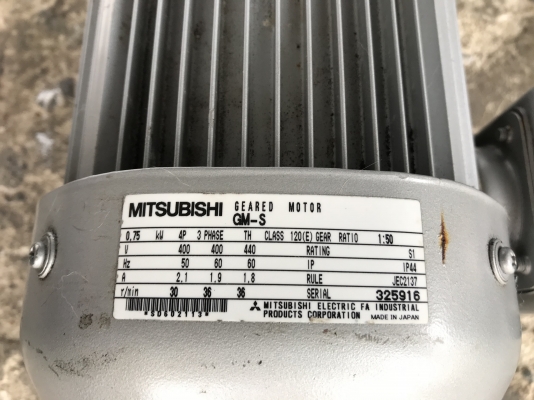 MITSUBISHI GEARED MOTOR
GM-S
0.75 kW 4P 3 PHASE TH CLASS 120(E) GEAR RATIO 1:50
V 400 400 440 RATING S1
Hz 50 60 60 IP IP44
A 2.1 1.9 1.8 RULE JEC2137
r/min 30 36 36 SERIAL 325916
MITSUBISHI ELECTRIC FA INDUSTRIAL
PRODUCTS CORPORATION MADE IN JAPAN